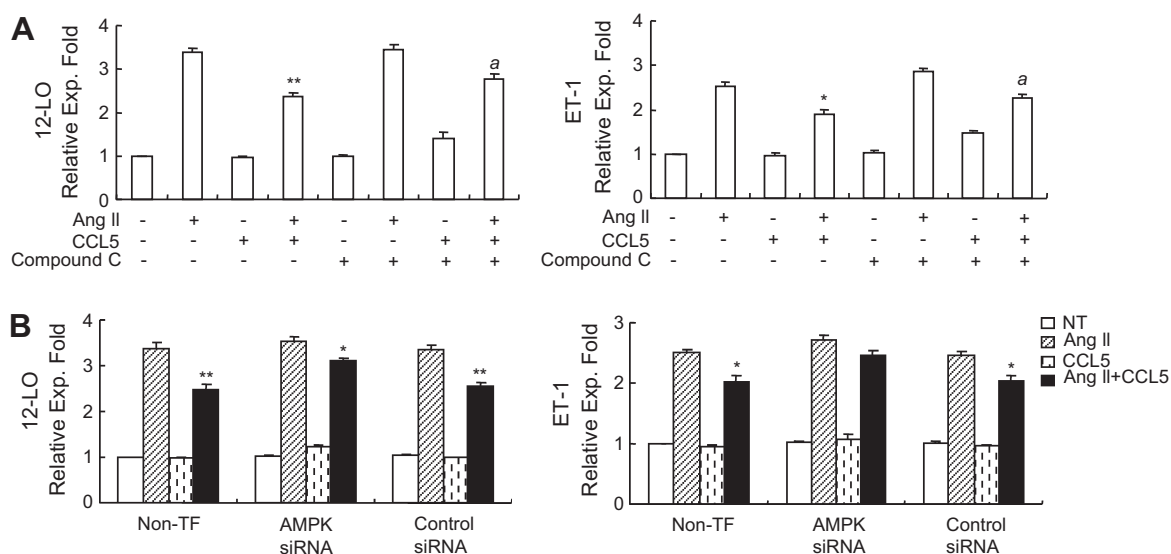 A
12-LO
Relative Exp. Fold
4
3
2
1
0
**
a
Ang II - + - + - + - +
CCL5 - - + + - - + +
Compound C - - - - + + + +
ET-1
Relative Exp. Fold
4
3
2
1
0
*
a
Ang II - + - + - + - +
CCL5 - - + + - - + +
Compound C - - - - + + + +
B
12-LO
Relative Exp. Fold
4
3
2
1
0
**
*
**
Non-TF
AMPK
siRNA
Control
siRNA
ET-1
Relative Exp. Fold
3
2
1
0
*
*
Non-TF
AMPK
siRNA
Control
siRNA
NT
Ang II
CCL5
Ang II+CCL5